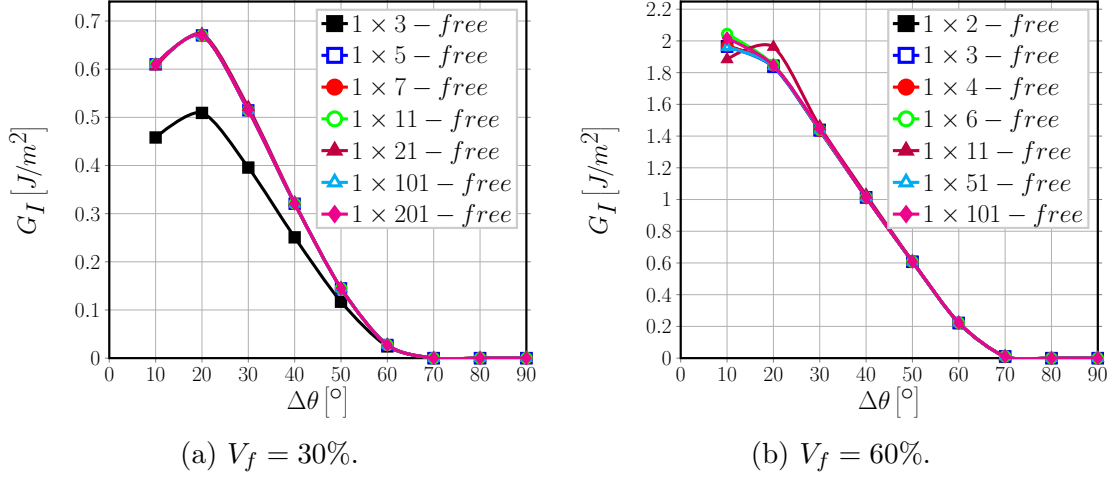 0.7
0.6
0.5
0.4
0.3
0.2
0.1
0
0 10 20 30 40 50 60 70 80 90
G_I [J/m^2]
Δθ [°]
1 × 3 − free
1 × 5 − free
1 × 7 − free
1 × 11 − free
1 × 21 − free
1 × 101 − free
1 × 201 − free
(a) V_f = 30%.
2.2
2
1.8
1.6
1.4
1.2
1
0.8
0.6
0.4
0.2
0
0 10 20 30 40 50 60 70 80 90
G_I [J/m^2]
Δθ [°]
1 × 2 − free
1 × 3 − free
1 × 4 − free
1 × 6 − free
1 × 11 − free
1 × 51 − free
1 × 101 − free
(b) V_f = 60%.